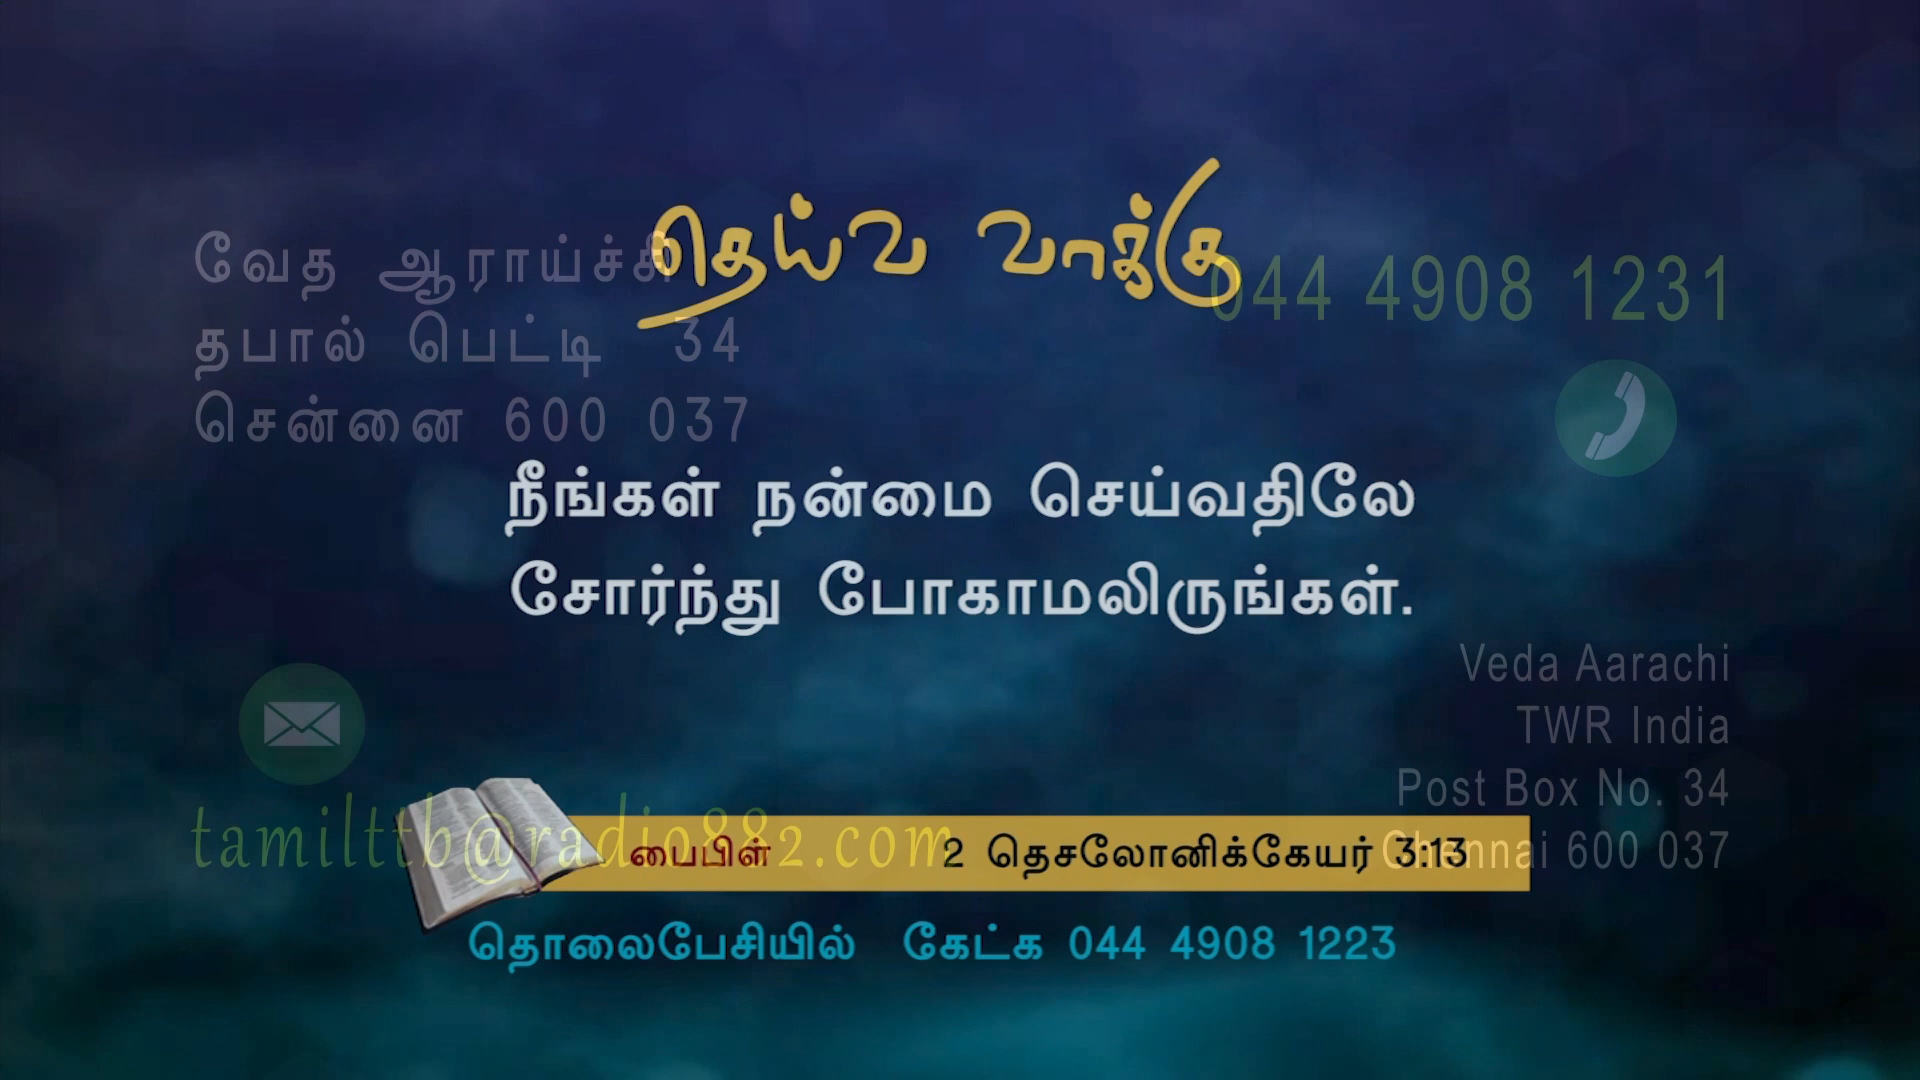 தெய்வ வாக்கு
வேத ஆராய்ச்சி
தபால் பெட்டி 34
சென்னை 600 037
044 4908 1231
நீங்கள் நன்மை செய்வதிலே
சோர்ந்து போகாமலிருங்கள்.
Veda Aarachi
TWR India
Post Box No. 34
Chennai 600 037
tamilttb@radio882.com
பைபிள் 2 தெசலோனிக்கேயர் 3:13
தொலைபேசியில் கேட்க 044 4908 1223